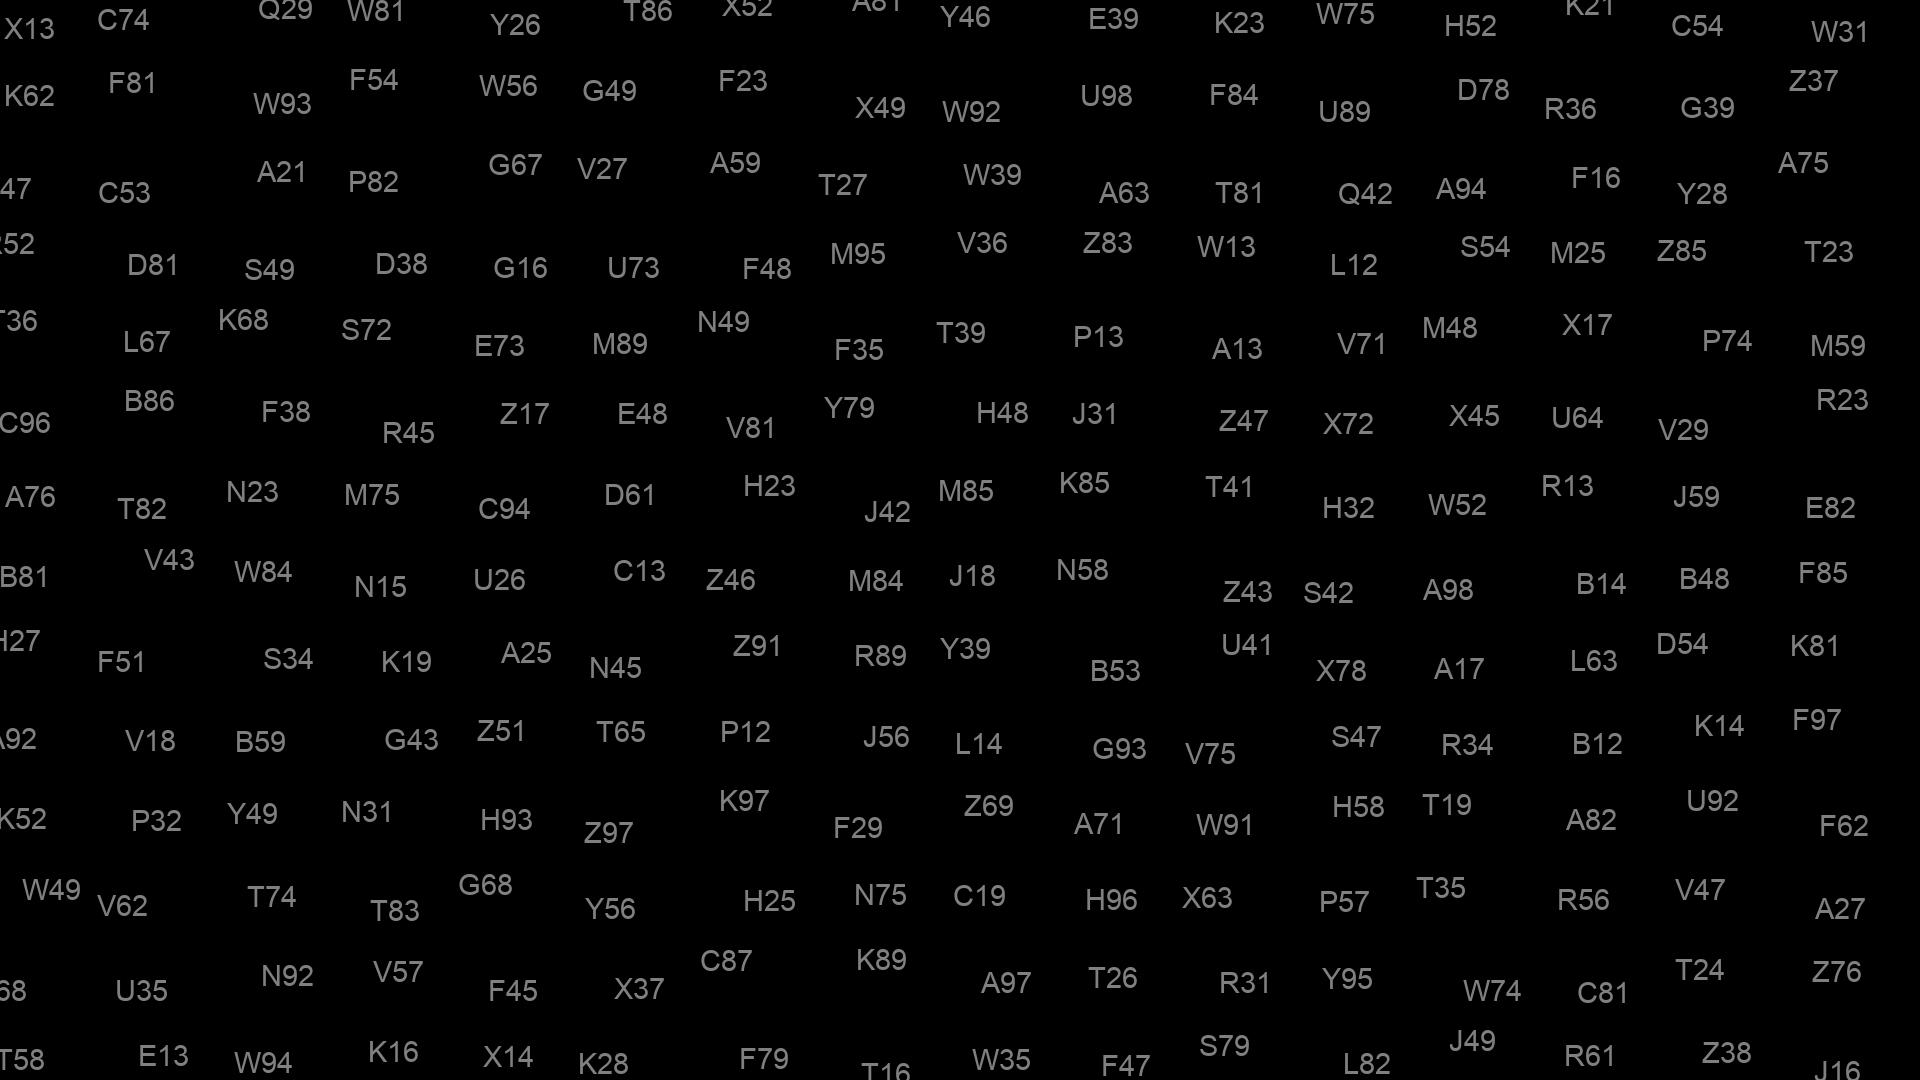 X13 C74 Q29 W81 Y26 T86 X52 A81 Y46 E39 K23 W75 H52 K21 C54 W31
K62 F81 W93 F54 W56 G49 F23 X49 W92 U98 F84 U89 D78 R36 G39 Z37
47 C53 A21 P82 G67 V27 A59 T27 W39 A63 T81 Q42 A94 F16 Y28 A75
R52 D81 S49 D38 G16 U73 F48 M95 V36 Z83 W13 L12 S54 M25 Z85 T23
T36 L67 K68 S72 E73 M89 N49 F35 T39 P13 A13 V71 M48 X17 P74 M59
C96 B86 F38 R45 Z17 E48 V81 Y79 H48 J31 Z47 X72 X45 U64 V29 R23
A76 T82 N23 M75 C94 D61 H23 J42 M85 K85 T41 H32 W52 R13 J59 E82
B81 V43 W84 N15 U26 C13 Z46 M84 J18 N58 Z43 S42 A98 B14 B48 F85
H27 F51 S34 K19 A25 N45 Z91 R89 Y39 B53 U41 X78 A17 L63 D54 K81
A92 V18 B59 G43 Z51 T65 P12 J56 L14 G93 V75 S47 R34 B12 K14 F97
K52 P32 Y49 N31 H93 Z97 K97 F29 Z69 A71 W91 H58 T19 A82 U92 F62
W49 V62 T74 T83 G68 Y56 H25 N75 C19 H96 X63 P57 T35 R56 V47 A27
68 U35 N92 V57 F45 X37 C87 K89 A97 T26 R31 Y95 W74 C81 T24 Z76
T58 E13 W94 K16 X14 K28 F79 T16 W35 F47 S79 L82 J49 R61 Z38 J16